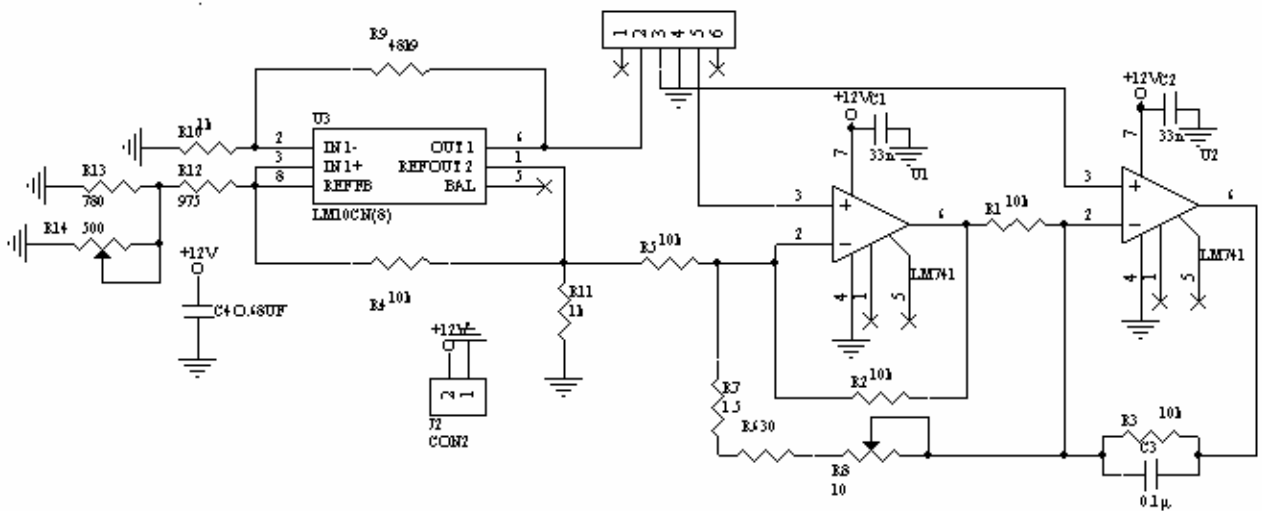 R9
48k9
1 2 3 4 5 6
U3
R10
1k
2
IN1-
OUT1
6
3
IN1+
REFOUT2
1
8
REFFB
BAL
5
LM10CN(8)
R13
780
R12
975
R14
500
+12V
C4 0.68UF
R4
10k
R11
1k
+12V
2 1
J2
CON2
R5
10k
+12V
C1
33n
U1
7
3
+
2
-
6
4
1
5
LM741
R1
10k
+12V
C2
33n
U2
7
3
+
2
-
6
4
1
5
LM741
R2
10k
R7
1.5
R6
30
R8
10
R3
10k
C3
0.1µ